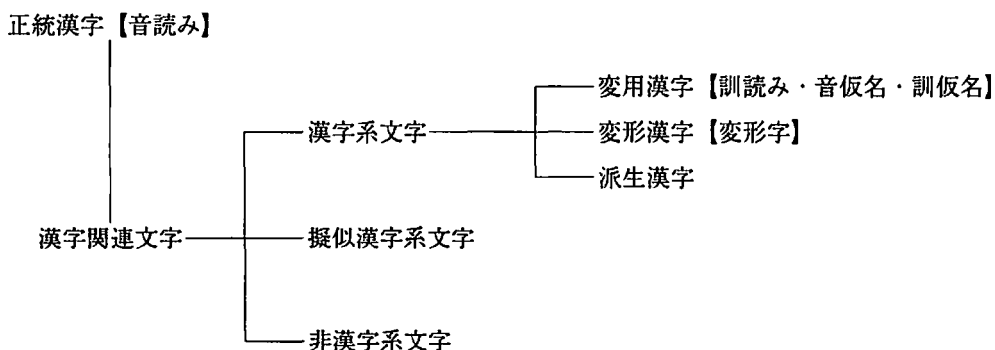 正統漢字【音読み】
変用漢字【訓読み・音仮名・訓仮名】
漢字系文字
変形漢字【変形字】
派生漢字
漢字関連文字
擬似漢字系文字
非漢字系文字